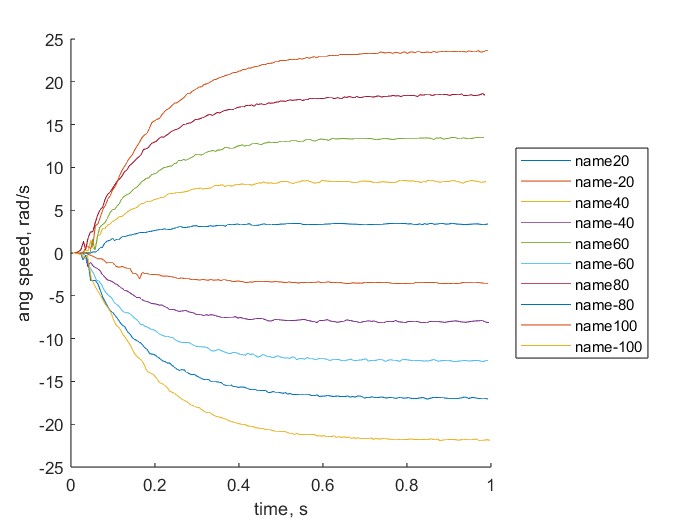 25
20
15
10
5
0
-5
-10
-15
-20
-25
ang speed, rad/s
0 0.2 0.4 0.6 0.8 1
time, s
name20
name-20
name40
name-40
name60
name-60
name80
name-80
name100
name-100